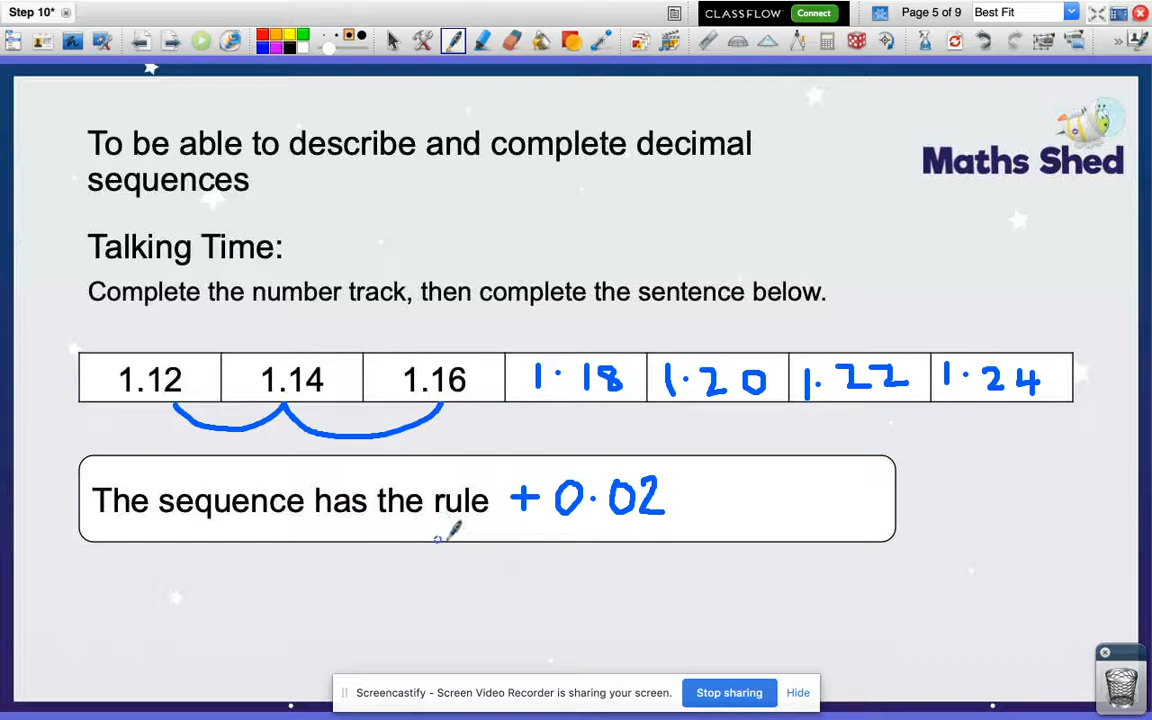 Step 10*
CLASSFLOW Connect Page 5 of 9 Best Fit
To be able to describe and complete decimal
sequences
Maths Shed
Talking Time:
Complete the number track, then complete the sentence below.
1.12 1.14 1.16 1.18 1.20 1.22 1.24
The sequence has the rule +0.02
Screencastify - Screen Video Recorder is sharing your screen. Stop sharing Hide